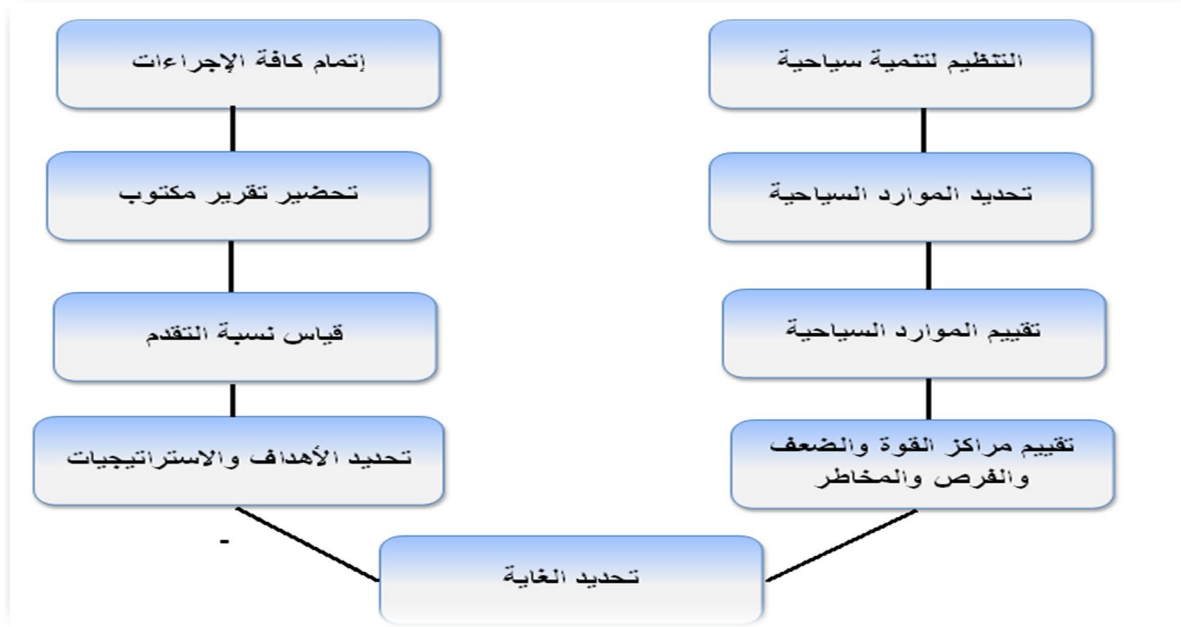 التنظيم لتنمية سياحية
تحديد الموارد السياحية
تقييم الموارد السياحية
تقييم مراكز القوة والضعف
والفرص والمخاطر
تحديد الغاية
تحديد الأهداف والاستراتيجيات
قياس نسبة التقدم
تحضير تقرير مكتوب
إتمام كافة الإجراءات
-